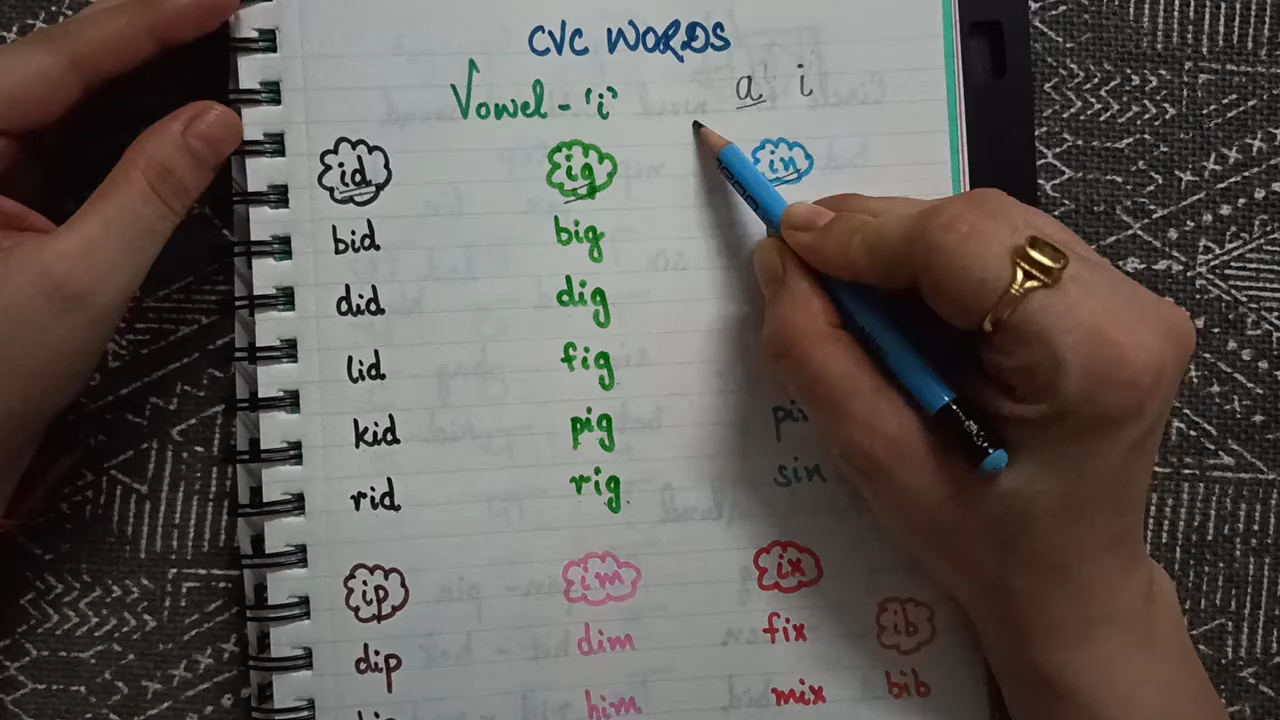 CVC WORDS
Vowel - 'i'
a i
id ig in
bid big
did dig
lid fig
kid pig
rid rig sin
ip im ix ib
dip dim fix bib
him mix